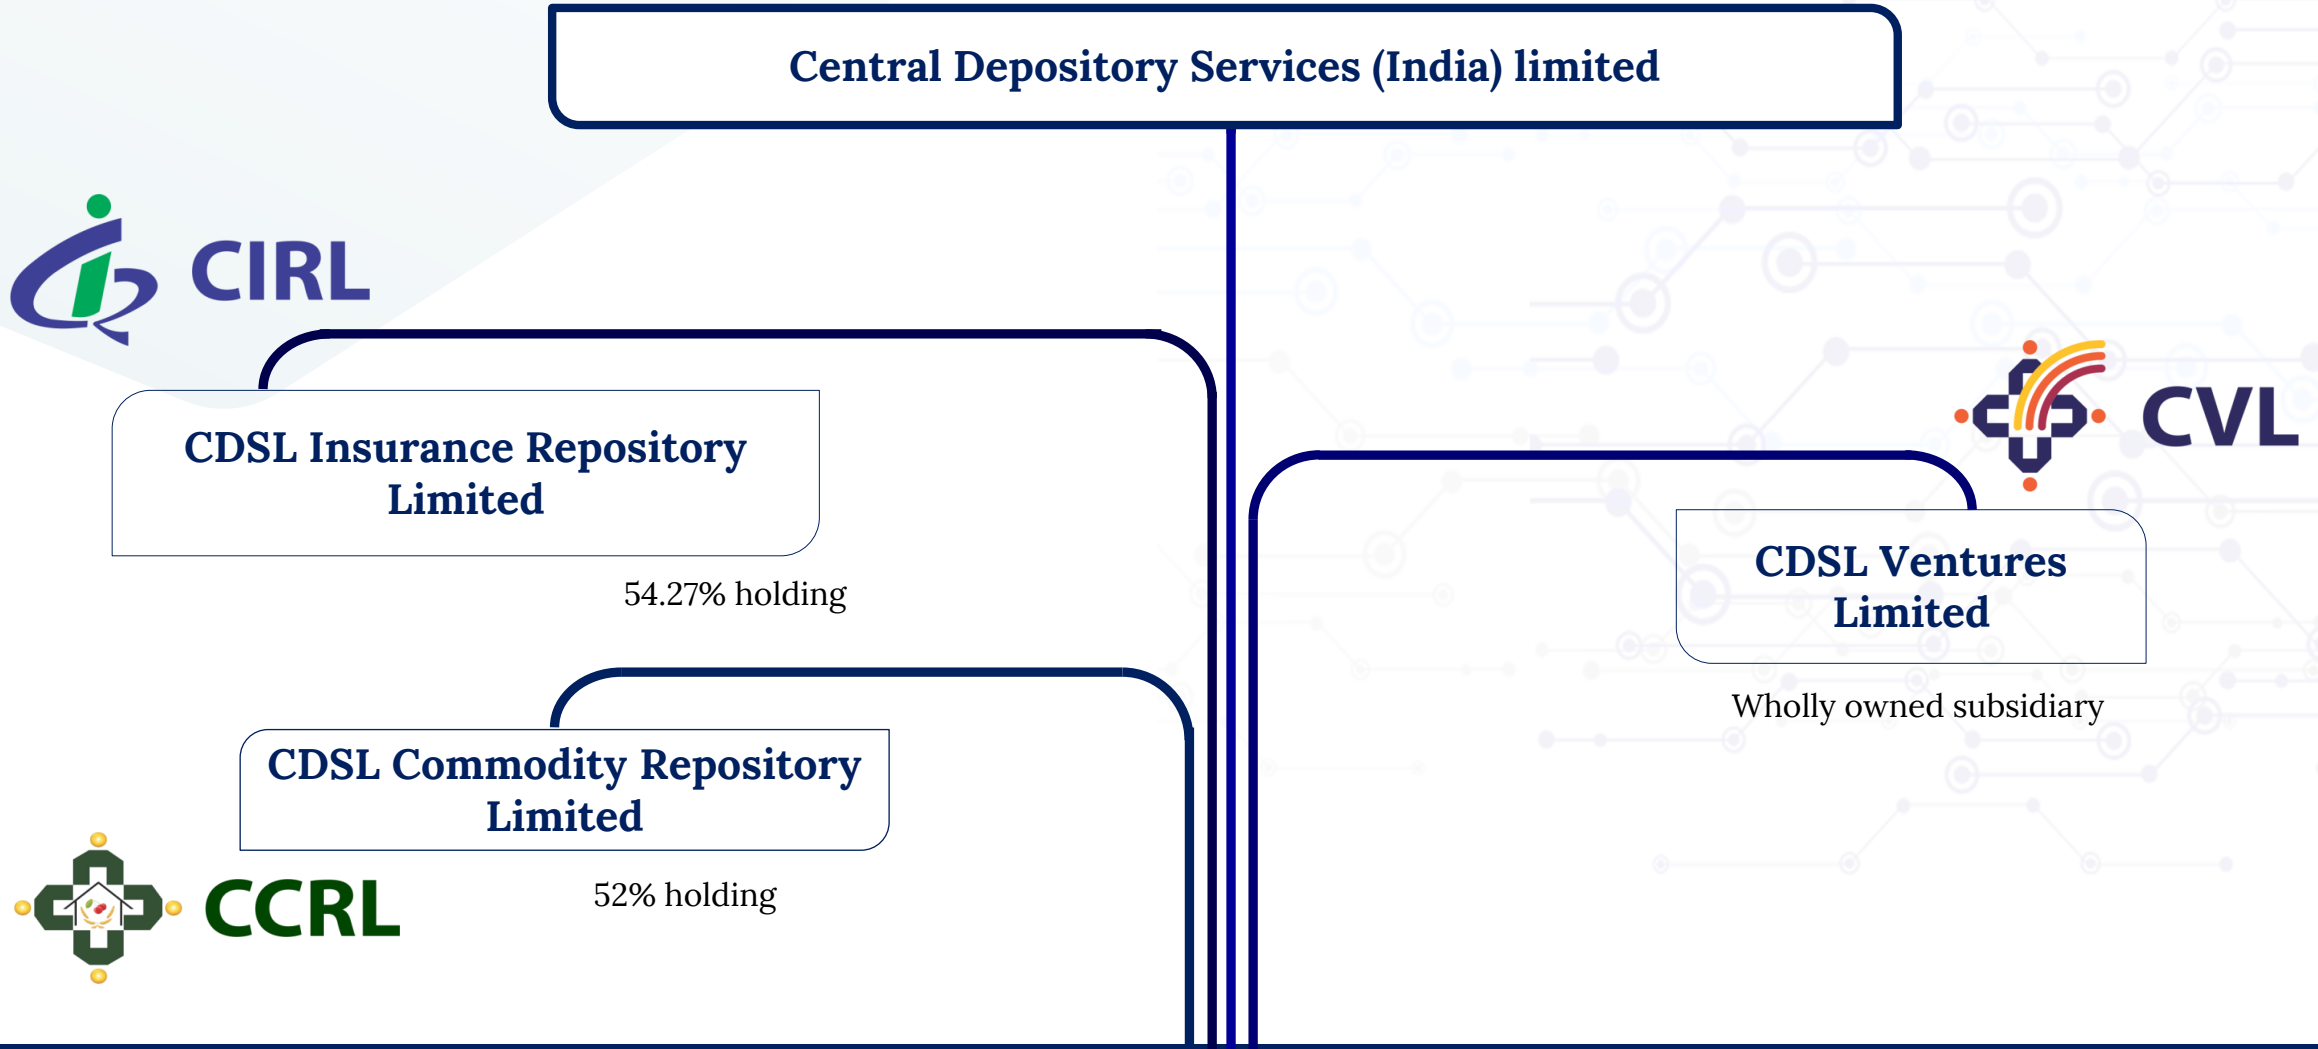 Central Depository Services (India) limited
CIRL
CDSL Insurance Repository
Limited
54.27% holding
CVL
CDSL Ventures
Limited
Wholly owned subsidiary
CDSL Commodity Repository
Limited
52% holding
CCRL